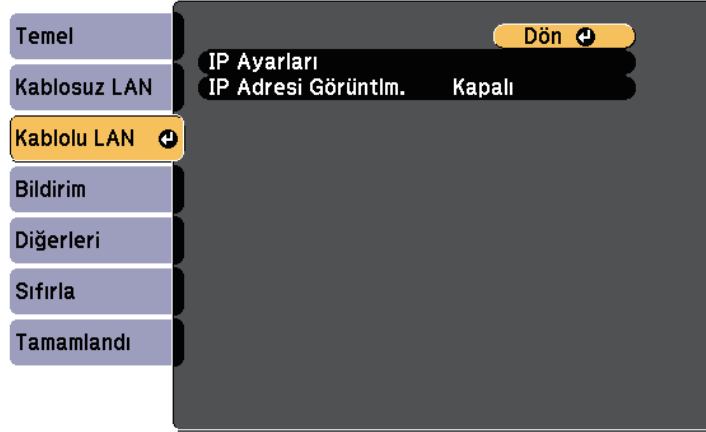 Temel
Kablosuz LAN
Kablolu LAN
Bildirim
Diğerleri
Sıfırla
Tamamlandı
Dön
IP Ayarları
IP Adresi Görüntlm. Kapalı